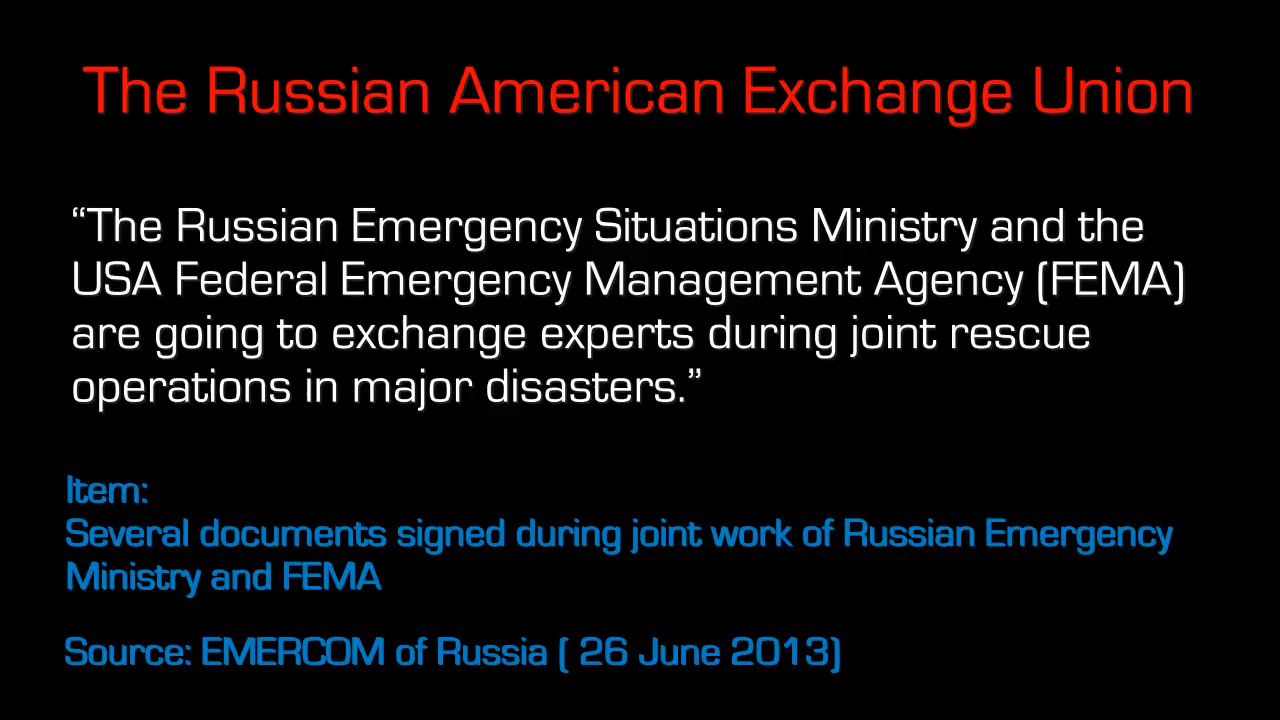 The Russian American Exchange Union
“The Russian Emergency Situations Ministry and the
USA Federal Emergency Management Agency (FEMA)
are going to exchange experts during joint rescue
operations in major disasters.”
Item:
Several documents signed during joint work of Russian Emergency
Ministry and FEMA
Source: EMERCOM of Russia ( 26 June 2013)